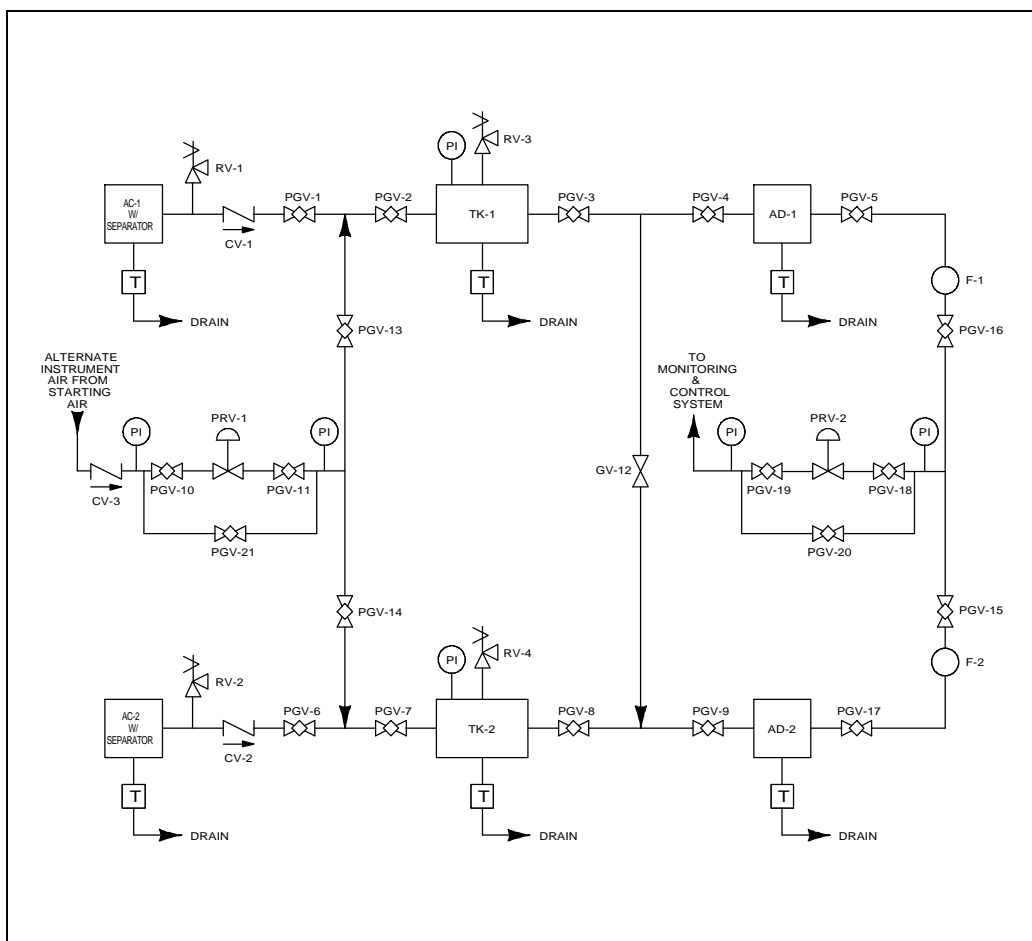 RV-3
PI
RV-1
PGV-1
PGV-2
PGV-3
PGV-4
PGV-5
AC-1
W/
SEPARATOR
TK-1
AD-1
CV-1
T
T
T
F-1
DRAIN
DRAIN
DRAIN
PGV-13
PGV-16
ALTERNATE
INSTRUMENT
AIR FROM
STARTING
AIR
TO
MONITORING
&
CONTROL
SYSTEM
PRV-1
PRV-2
PI
PI
PI
PI
GV-12
CV-3
PGV-10
PGV-11
PGV-19
PGV-18
PGV-21
PGV-20
PGV-14
PGV-15
RV-4
PI
F-2
RV-2
PGV-6
PGV-7
PGV-8
PGV-9
PGV-17
AC-2
W/
SEPARATOR
TK-2
AD-2
CV-2
T
T
T
DRAIN
DRAIN
DRAIN